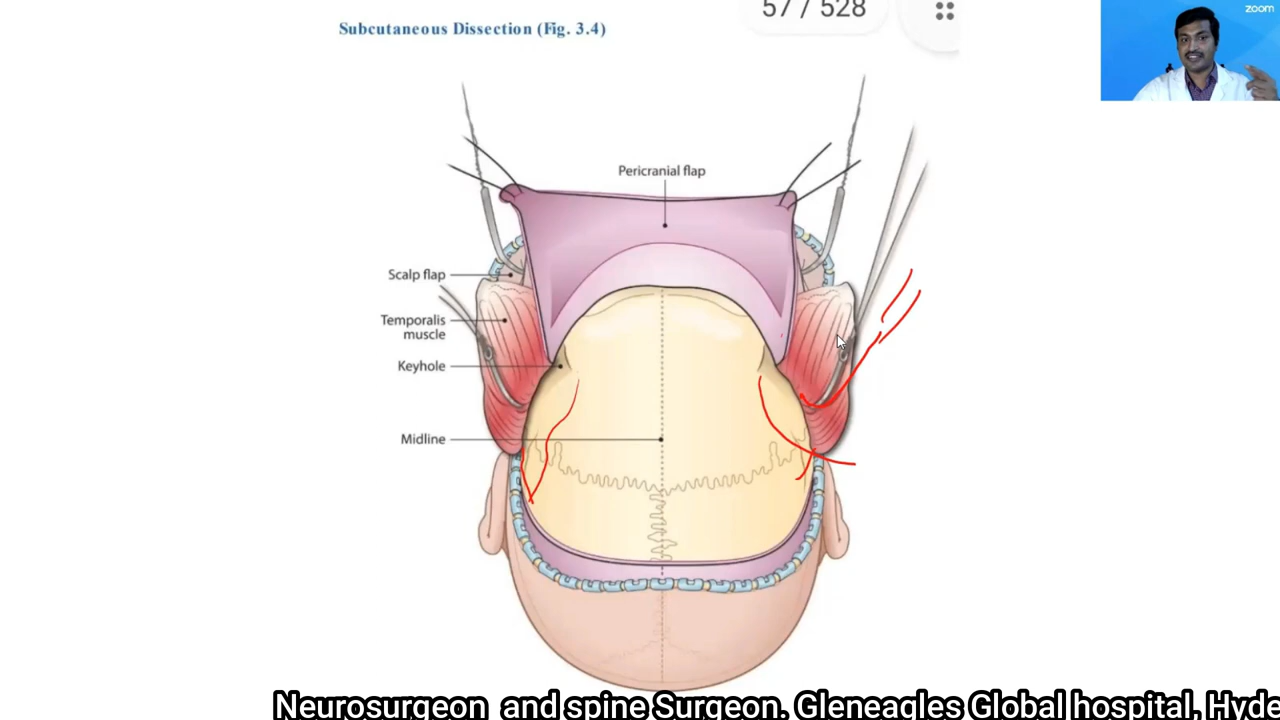 57 / 528
zoom
Subcutaneous Dissection (Fig. 3.4)
Pericranial flap
Scalp flap
Temporalis
muscle
Keyhole
Midline
Neurosurgeon and spine Surgeon. Gleneagles Global hospital. Hyde